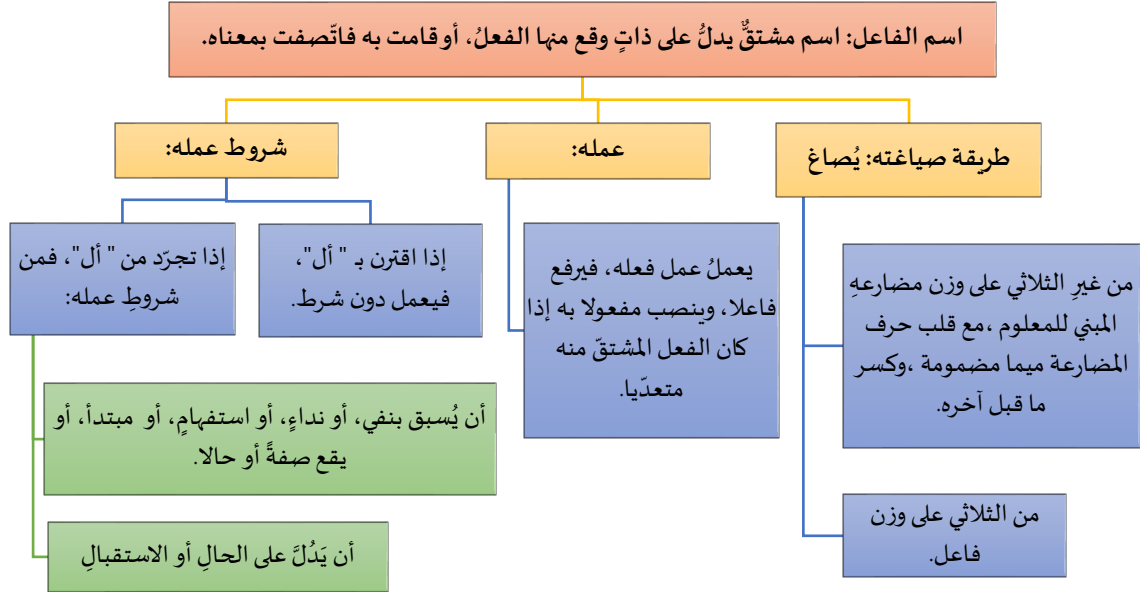 اسم الفاعل: اسم مشتقٌّ يدلُّ على ذاتٍ وقع منها الفعلُ، أو قامت به فاتّصفت بمعناه.
طريقة صياغته: يُصاغ
من غيرِ الثلاثي على وزن مضارعهِ
المبني للمعلوم ،مع قلب حرف
المضارعة ميما مضمومة ،وكسر
ما قبل آخره.
من الثلاثي على وزن
فاعل.
عمله:
يعملُ عمل فعله، فيرفع
فاعلا، وينصب مفعولا به إذا
كان الفعل المشتقّ منه
متعدّيا.
شروط عمله:
إذا اقترن بـ " أل"،
فيعمل دون شرط.
إذا تجرّد من " أل"، فمن
شروطِ عمله:
أن يُسبق بنفي، أو نداءٍ، أو استفهامٍ، أو مبتدأ، أو
يقع صفةً أو حالا.
أن يَدُلَّ على الحالِ أو الاستقبالِ